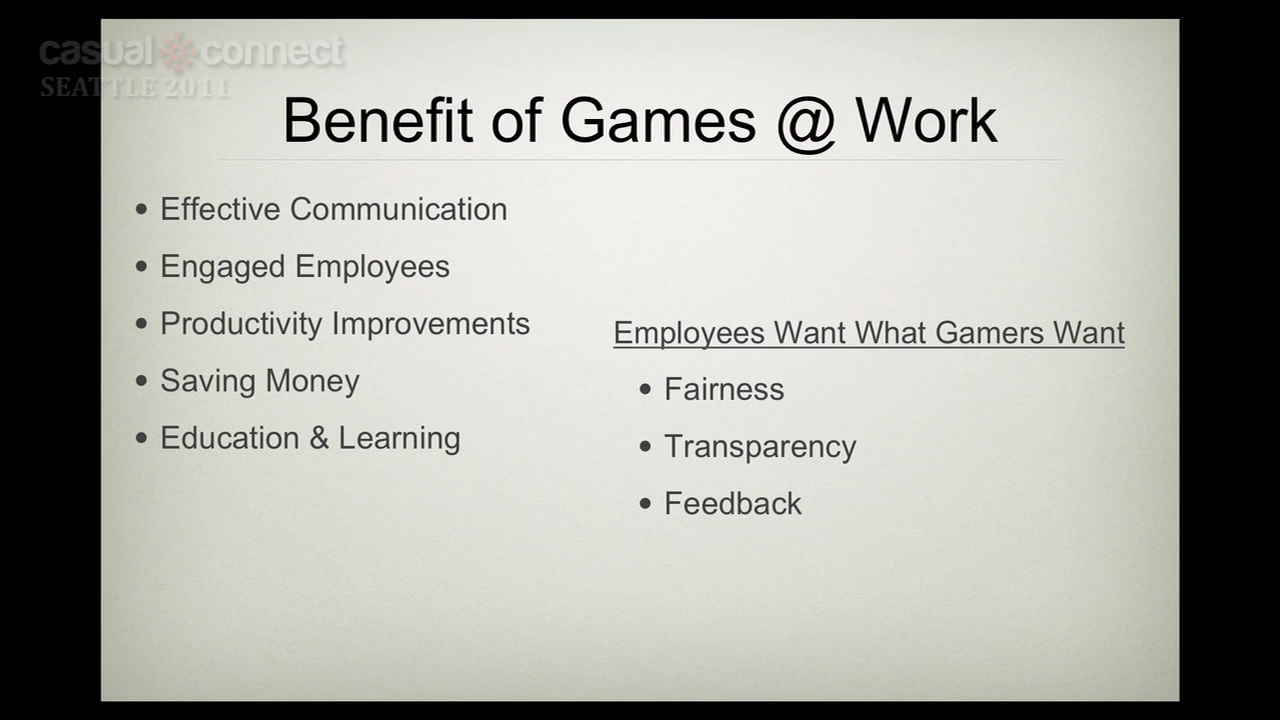 casual connect
SEATTLE 2011
Benefit of Games @ Work
• Effective Communication
• Engaged Employees
• Productivity Improvements
• Saving Money
• Education & Learning
Employees Want What Gamers Want
• Fairness
• Transparency
• Feedback